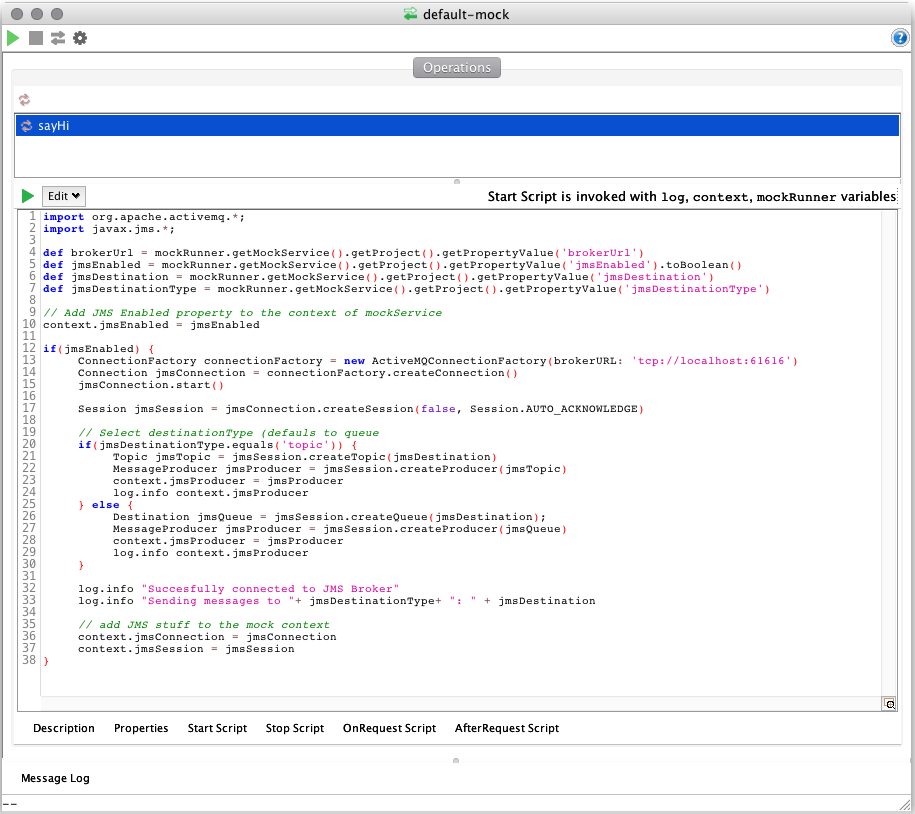 default-mock
?
Operations
sayHi
Edit
Start Script is invoked with log, context, mockRunner variables
1 import org.apache.activemq.*;
2 import javax.jms.*;
3
4 def brokerUrl = mockRunner.getMockService().getProject().getPropertyValue('brokerUrl')
5 def jmsEnabled = mockRunner.getMockService().getProject().getPropertyValue('jmsEnabled').toBoolean()
6 def jmsDestination = mockRunner.getMockService().getProject().getPropertyValue('jmsDestination')
7 def jmsDestinationType = mockRunner.getMockService().getProject().getPropertyValue('jmsDestinationType')
8
9 // Add JMS Enabled property to the context of mockService
10 context.jmsEnabled = jmsEnabled
11
12 if(jmsEnabled) {
13 ConnectionFactory connectionFactory = new ActiveMQConnectionFactory(brokerURL: 'tcp://localhost:61616')
14 Connection jmsConnection = connectionFactory.createConnection()
15 jmsConnection.start()
16
17 Session jmsSession = jmsConnection.createSession(false, Session.AUTO_ACKNOWLEDGE)
18
19 // Select destinationType (defauls to queue
20 if(jmsDestinationType.equals('topic')) {
21 Topic jmsTopic = jmsSession.createTopic(jmsDestination)
22 MessageProducer jmsProducer = jmsSession.createProducer(jmsTopic)
23 context.jmsProducer = jmsProducer
24 log.info context.jmsProducer
25 } else {
26 Destination jmsQueue = jmsSession.createQueue(jmsDestination);
27 MessageProducer jmsProducer = jmsSession.createProducer(jmsQueue)
28 context.jmsProducer = jmsProducer
29 log.info context.jmsProducer
30 }
31
32 log.info "Succesfully connected to JMS Broker"
33 log.info "Sending messages to "+ jmsDestinationType+ ": " + jmsDestination
34
35 // add JMS stuff to the mock context
36 context.jmsConnection = jmsConnection
37 context.jmsSession = jmsSession
38 }
Description Properties Start Script Stop Script OnRequest Script AfterRequest Script
Message Log
--